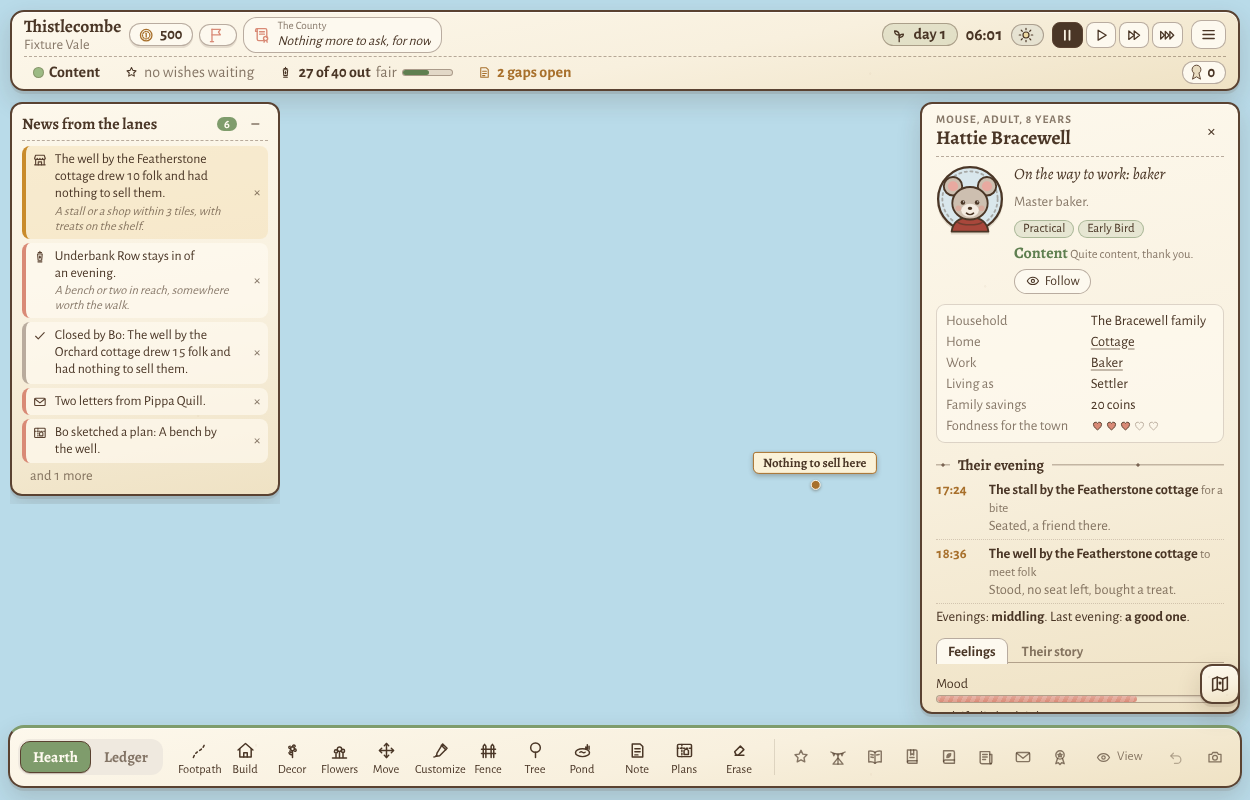 Thistlecombe
Fixture Vale
500
The County
Nothing more to ask, for now
day 1
06:01
Content
no wishes waiting
27 of 40 out fair
2 gaps open
0
News from the lanes
6
The well by the Featherstone
cottage drew 10 folk and had
nothing to sell them.
A stall or a shop within 3 tiles, with
treats on the shelf.
Underbank Row stays in of
an evening.
A bench or two in reach, somewhere
worth the walk.
Closed by Bo: The well by the
Orchard cottage drew 15 folk and
had nothing to sell them.
Two letters from Pippa Quill.
Bo sketched a plan: A bench by
the well.
and 1 more
Nothing to sell here
MOUSE, ADULT, 8 YEARS
Hattie Bracewell
On the way to work: baker
Master baker.
Practical
Early Bird
Content Quite content, thank you.
Follow
Household The Bracewell family
Home Cottage
Work Baker
Living as Settler
Family savings 20 coins
Fondness for the town
Their evening
17:24 The stall by the Featherstone cottage for a
bite
Seated, a friend there.
18:36 The well by the Featherstone cottage to
meet folk
Stood, no seat left, bought a treat.
Evenings: middling. Last evening: a good one.
Feelings
Their story
Mood
Hearth
Ledger
Footpath
Build
Decor
Flowers
Move
Customize
Fence
Tree
Pond
Note
Plans
Erase
View